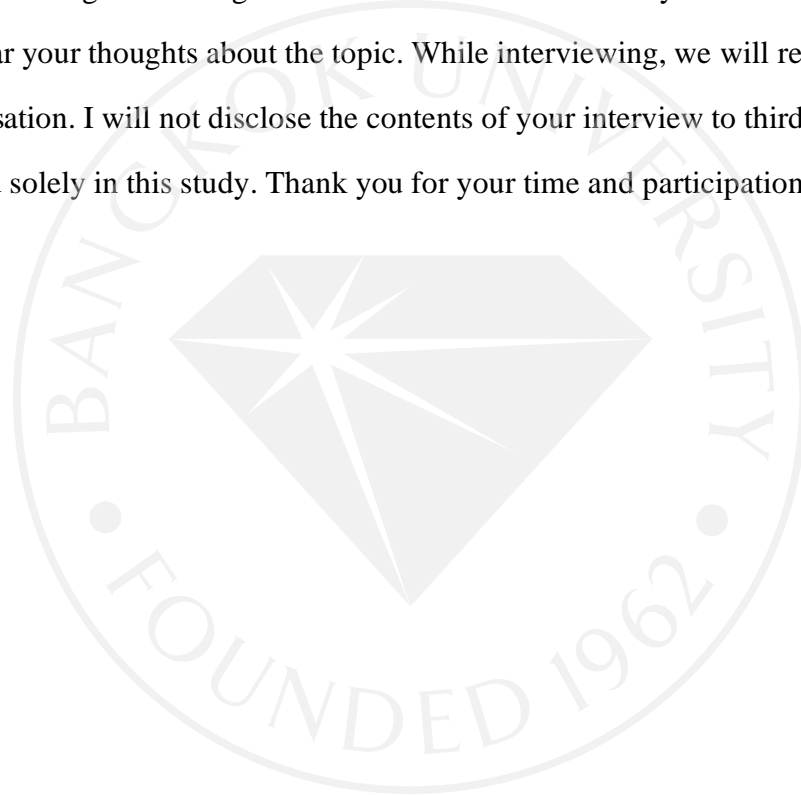 ar your thoughts about the topic. While interviewing, we will re
sation. I will not disclose the contents of your interview to third
solely in this study. Thank you for your time and participation
BANGKOK UNIVERSITY
FOUNDED 1962